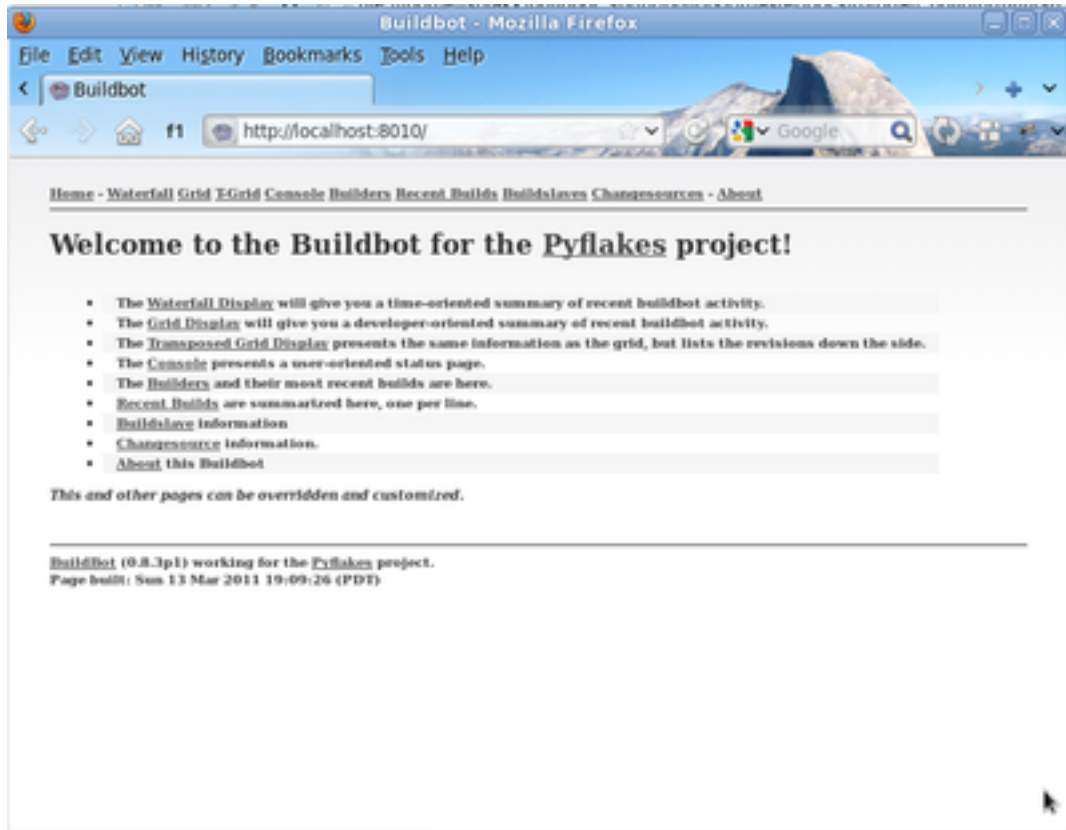 Buildbot - Mozilla Firefox
File Edit View History Bookmarks Tools Help
Buildbot
f1 http://localhost:8010/ Google
Home - Waterfall Grid T-Grid Console Builders Recent Builds Buildslaves Changesources - About
Welcome to the Buildbot for the Pyflakes project!
The Waterfall Display will give you a time-oriented summary of recent buildbot activity.
The Grid Display will give you a developer-oriented summary of recent buildbot activity.
The Transposed Grid Display presents the same information as the grid, but lists the revisions down the side.
The Console presents a user-oriented status page.
The Builders and their most recent builds are here.
Recent Builds are summarized here, one per line.
Buildslave information
Changesource information.
About this Buildbot
This and other pages can be overridden and customized.
BuildBot (0.8.3p1) working for the Pyflakes project.
Page built: Sun 13 Mar 2011 19:09:26 (PDT)